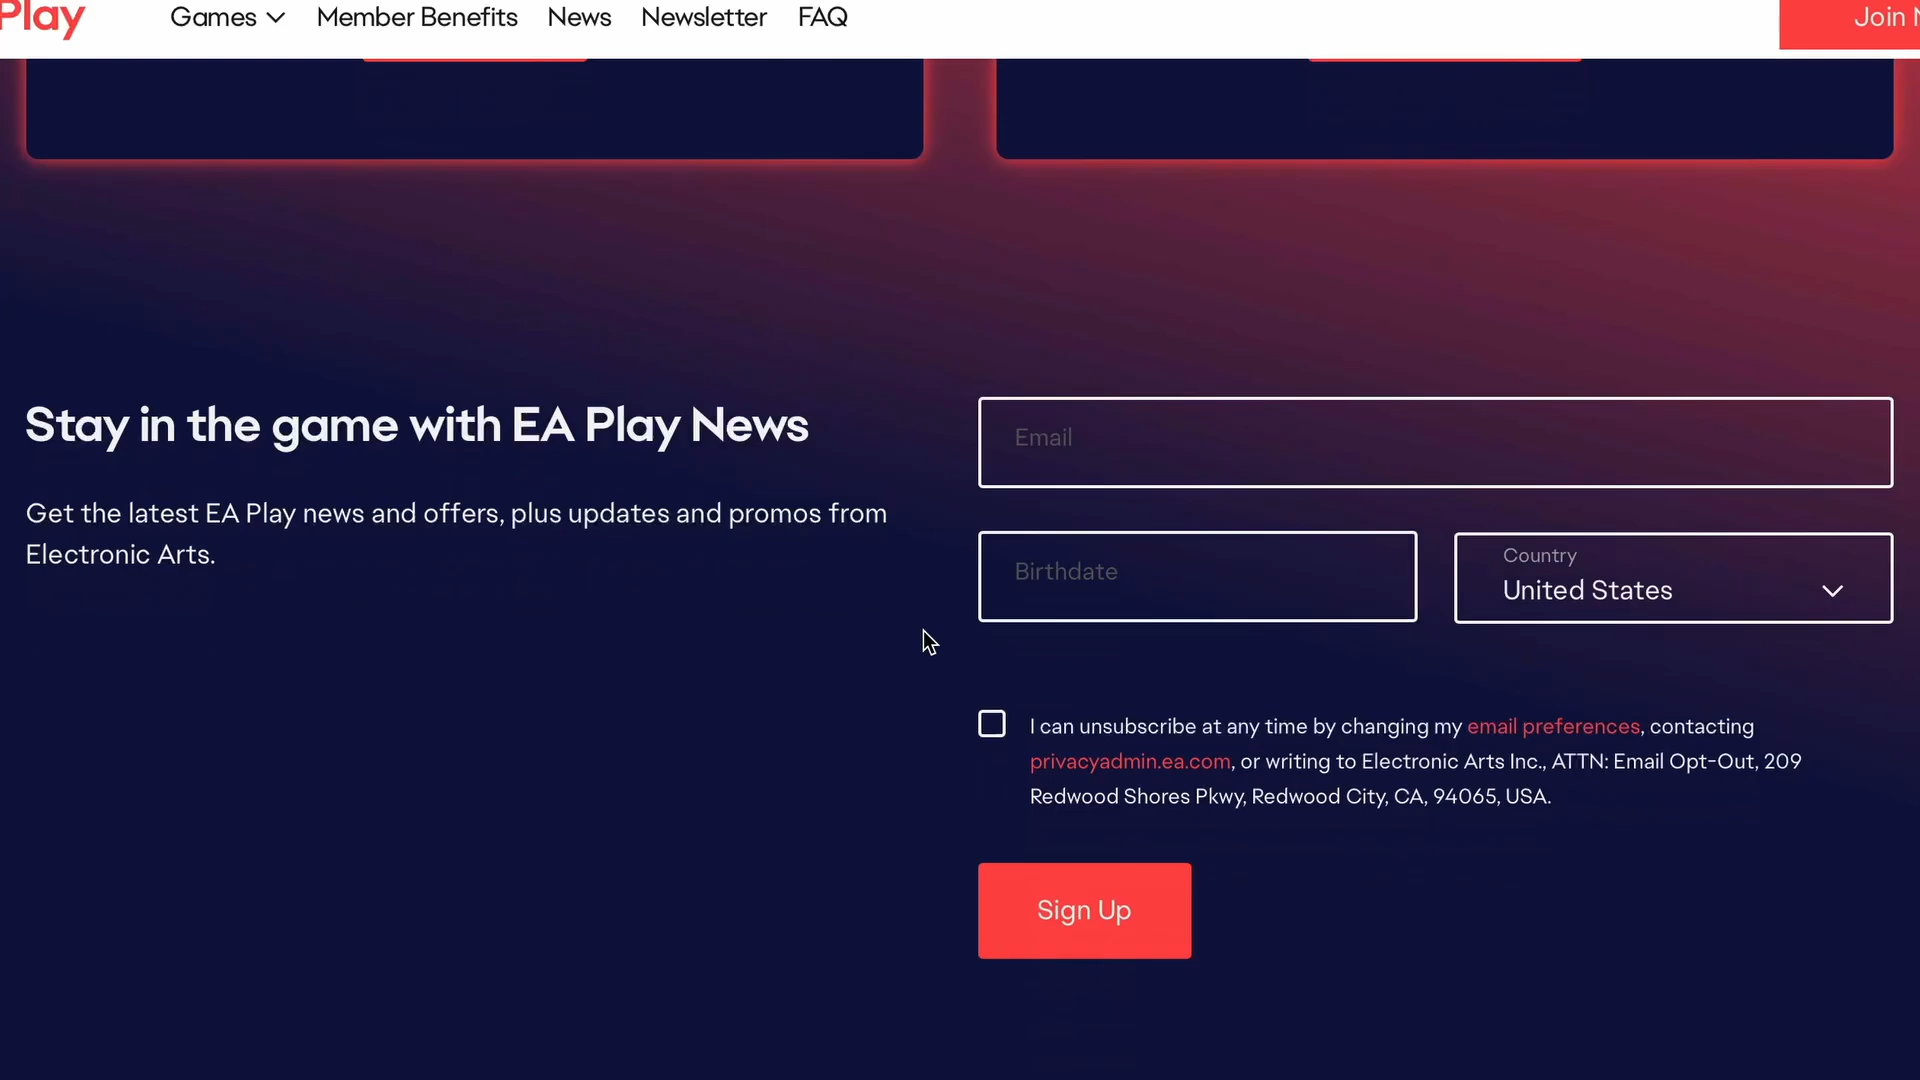 Play
Games
Member Benefits
News
Newsletter
FAQ
Join
Stay in the game with EA Play News
Get the latest EA Play news and offers, plus updates and promos from
Electronic Arts.
Email
Birthdate
Country
United States
I can unsubscribe at any time by changing my email preferences, contacting
privacyadmin.ea.com, or writing to Electronic Arts Inc., ATTN: Email Opt-Out, 209
Redwood Shores Pkwy, Redwood City, CA, 94065, USA.
Sign Up